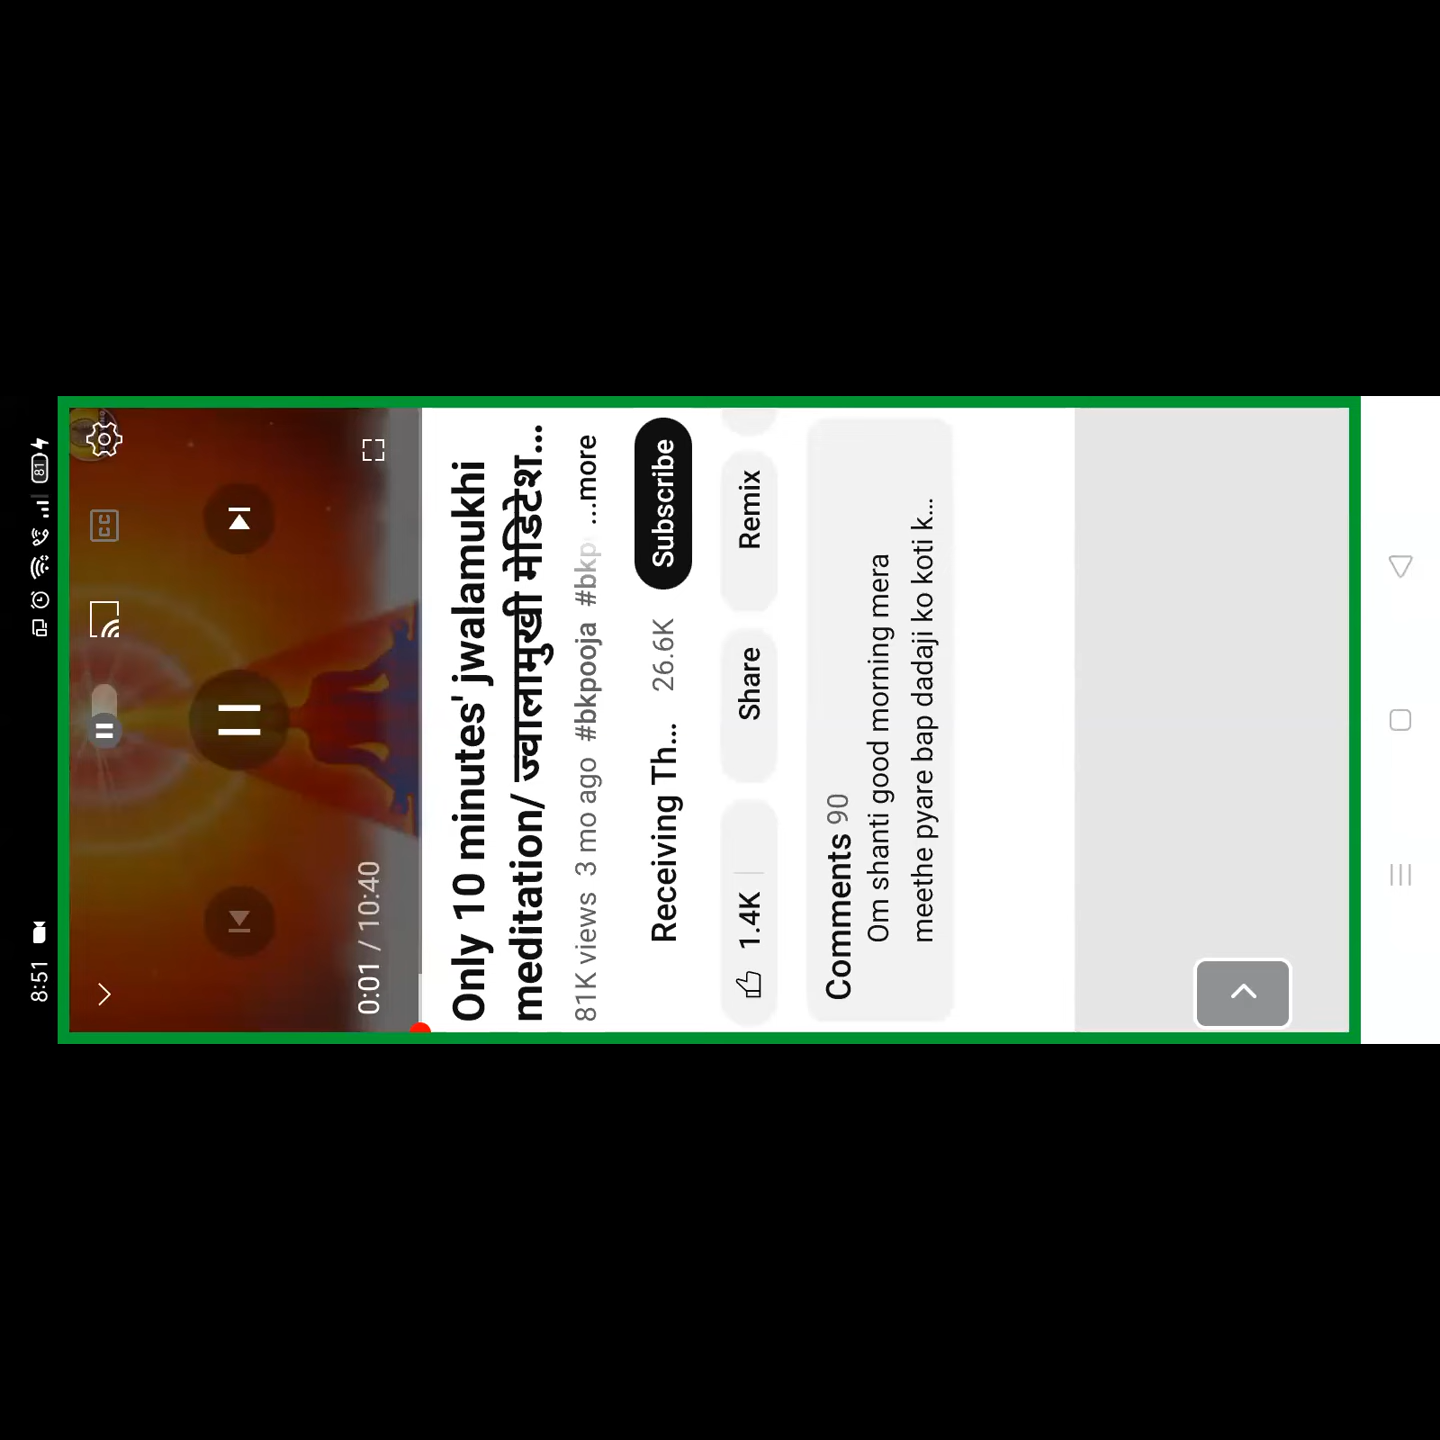 8:51
81
CC
0:01 / 10:40
Only 10 minutes' jwalamukhi
meditation/ ज्वालामुखी मेडिटेश...
81K views 3 mo ago #bkpooja #bkp ...more
Receiving Th... 26.6K Subscribe
1.4K Share Remix
Comments 90
Om shanti good morning mera
meethe pyare bap dadaji ko koti k...